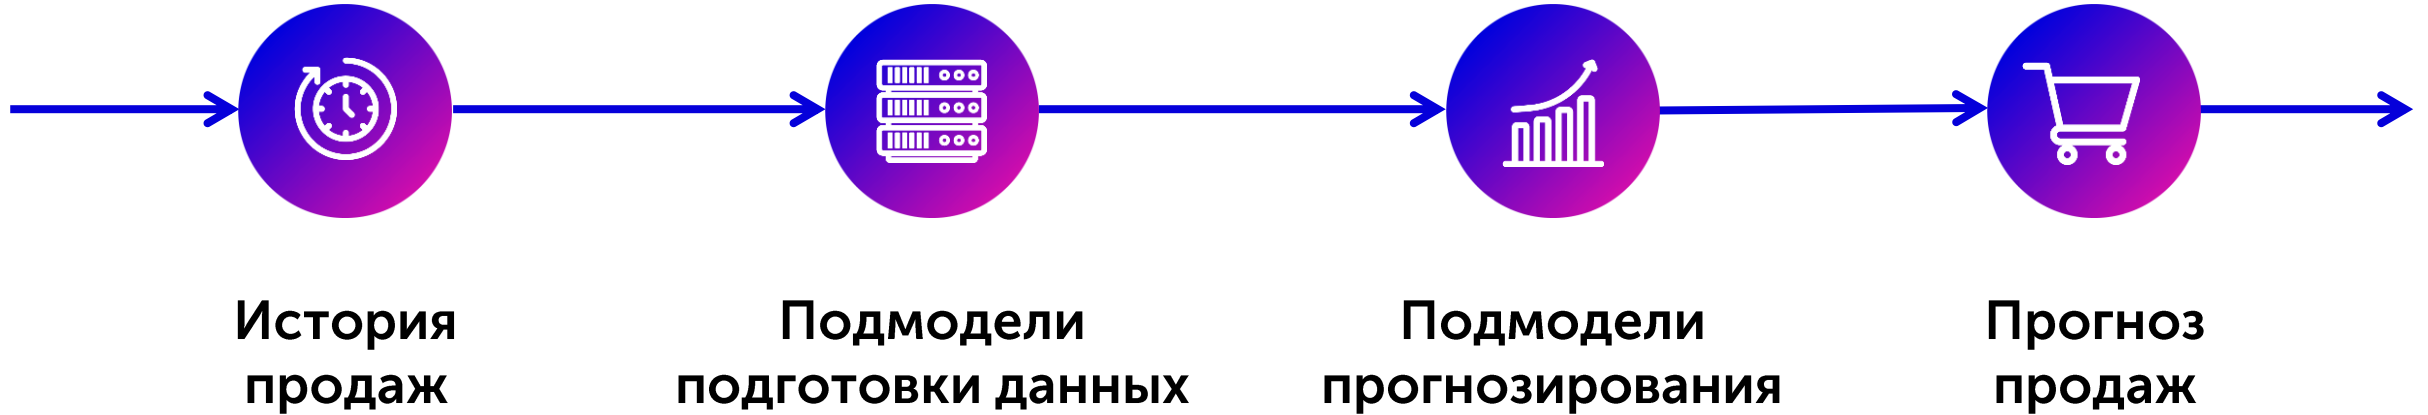 История
продаж
Подмодели
подготовки данных
Подмодели
прогнозирования
Прогноз
продаж